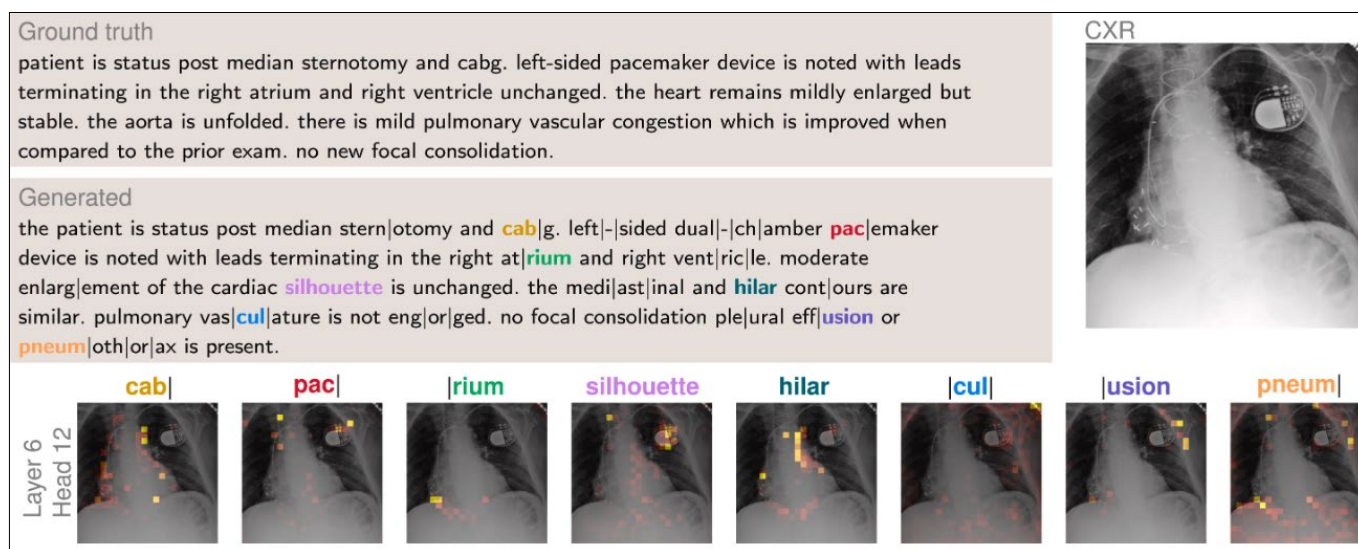 Ground truth
CXR
patient is status post median sternotomy and cabg. left-sided pacemaker device is noted with leads
terminating in the right atrium and right ventricle unchanged. the heart remains mildly enlarged but
stable. the aorta is unfolded. there is mild pulmonary vascular congestion which is improved when
compared to the prior exam. no new focal consolidation.
Generated
the patient is status post median stern|otomy and cab|g. left|-|sided dual|-|ch|amber pac|emaker
device is noted with leads terminating in the right at|rium and right vent|ric|le. moderate
enlarg|ement of the cardiac silhouette is unchanged. the medi|ast|inal and hilar cont|ours are
similar. pulmonary vas|cul|ature is not eng|or|ged. no focal consolidation ple|ural eff|usion or
pneum|oth|or|ax is present.
cab| pac| |rium silhouette hilar |cul| |usion pneum|
Layer 6
Head 12